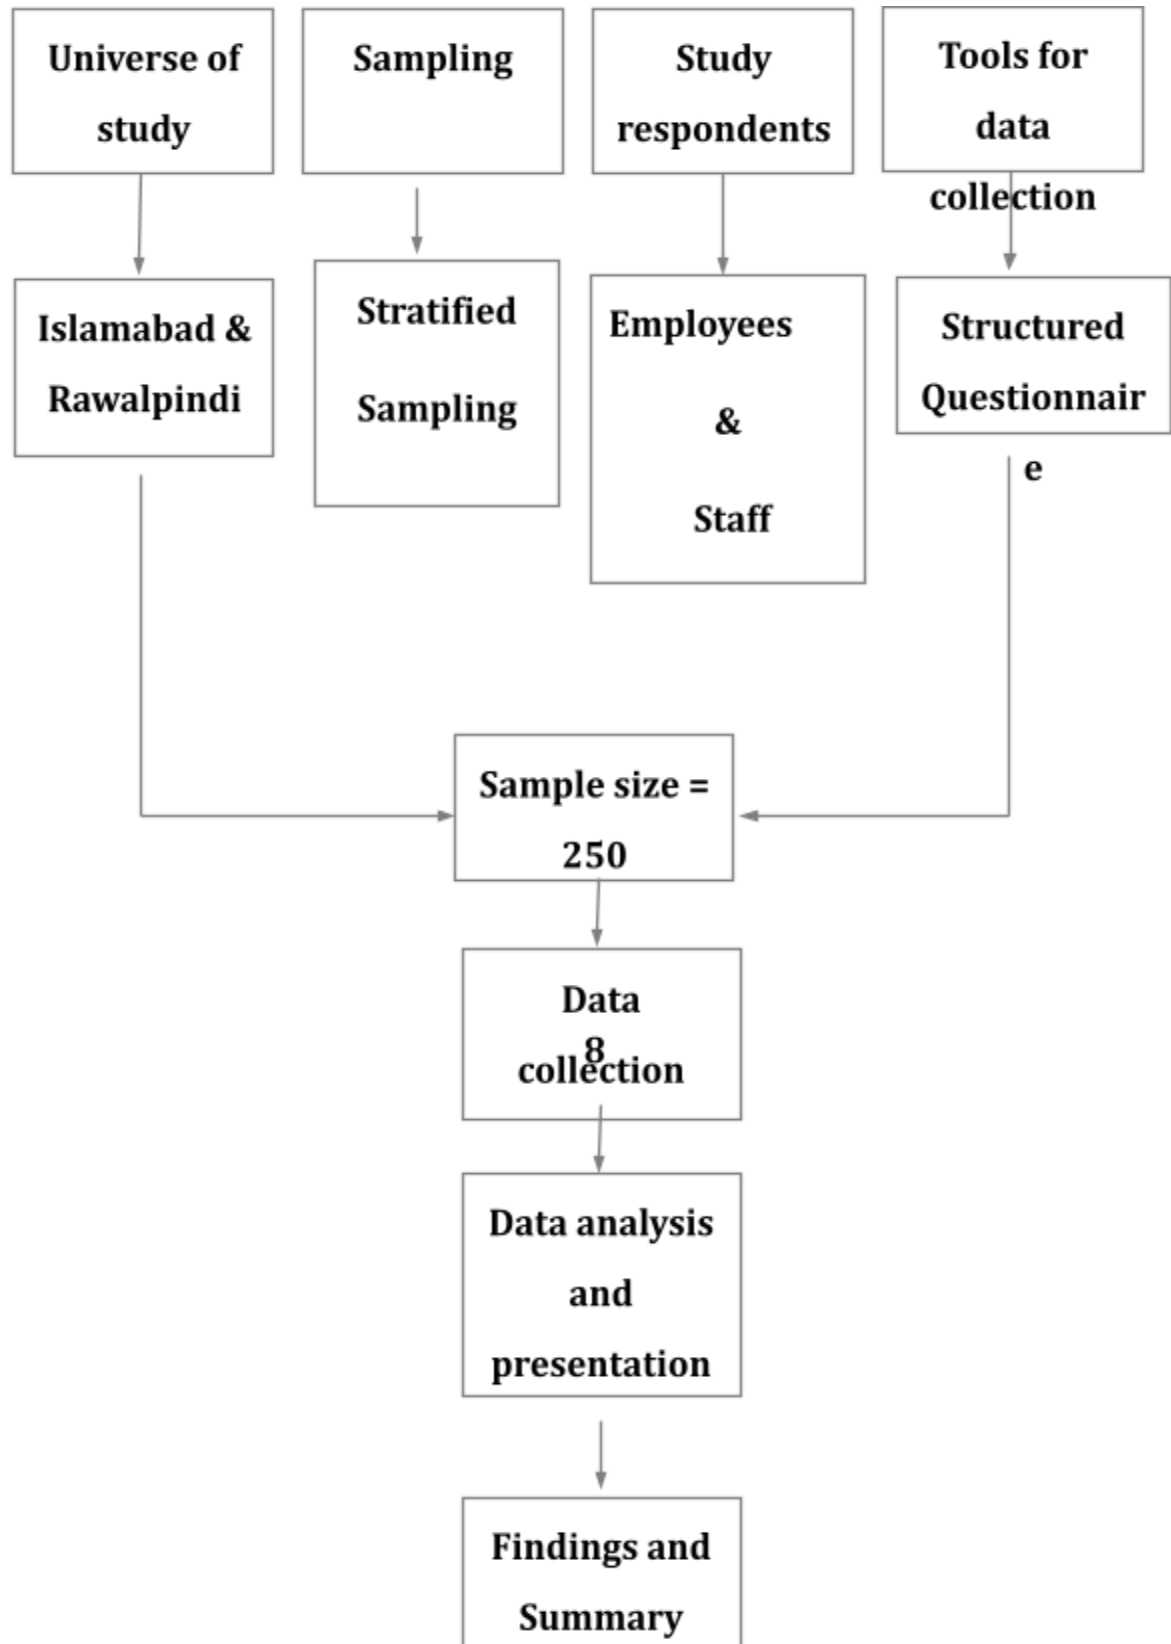 Universe of
study
Sampling
Study
respondents
Tools for
data
collection
Islamabad &
Rawalpindi
Stratified
Sampling
Employees
&
Staff
Structured
Questionnair
e
Sample size =
250
Data
8
collection
Data analysis
and
presentation
Findings and
Summary